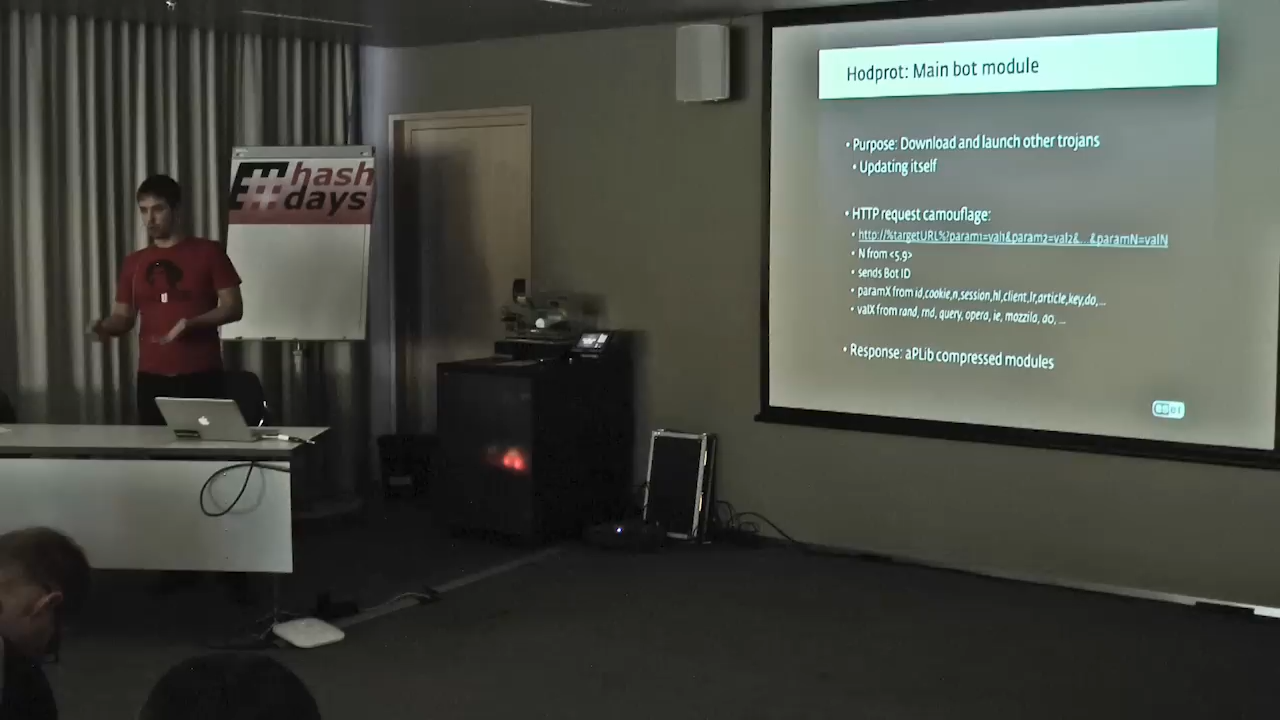 hash
days
Hodprot: Main bot module
• Purpose: Download and launch other trojans
• Updating itself
• HTTP request camouflage:
• http://%targetURL%?param1=val1&param2=val2&...&paramN=valN
• N from <5,9>
• sends Bot ID
• paramX from id,cookie,n,session,hl,client,lr,article,key,do,...
• valX from rand, rnd, query, opera, ie, mozzila, ao, ...
• Response: aPLib compressed modules
eset